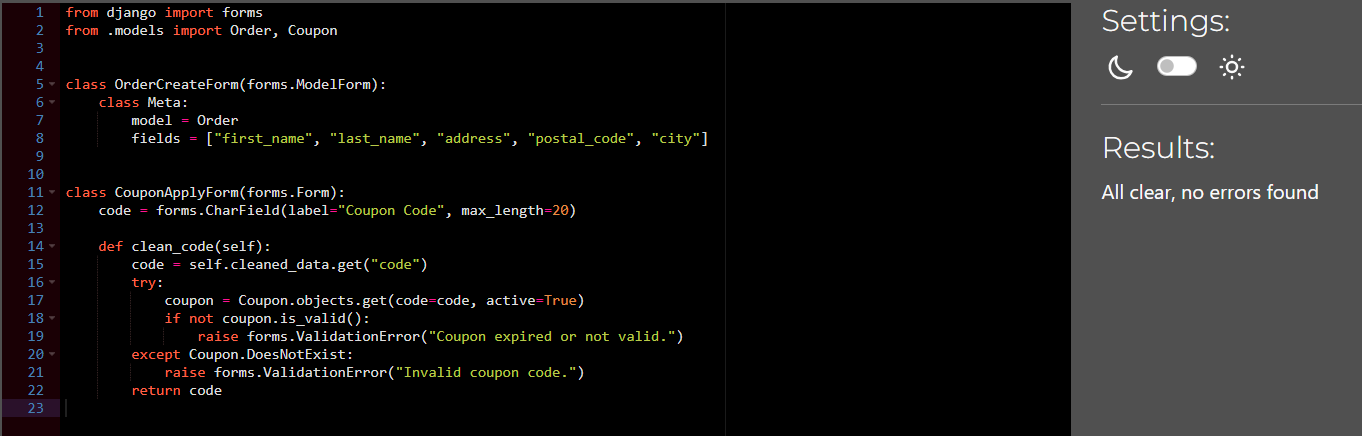 1 from django import forms
2 from .models import Order, Coupon
3
4
5 class OrderCreateForm(forms.ModelForm):
6     class Meta:
7         model = Order
8         fields = ["first_name", "last_name", "address", "postal_code", "city"]
9
10
11 class CouponApplyForm(forms.Form):
12     code = forms.CharField(label="Coupon Code", max_length=20)
13
14     def clean_code(self):
15         code = self.cleaned_data.get("code")
16         try:
17             coupon = Coupon.objects.get(code=code, active=True)
18             if not coupon.is_valid():
19                 raise forms.ValidationError("Coupon expired or not valid.")
20         except Coupon.DoesNotExist:
21             raise forms.ValidationError("Invalid coupon code.")
22         return code
23
Settings:
Results:
All clear, no errors found